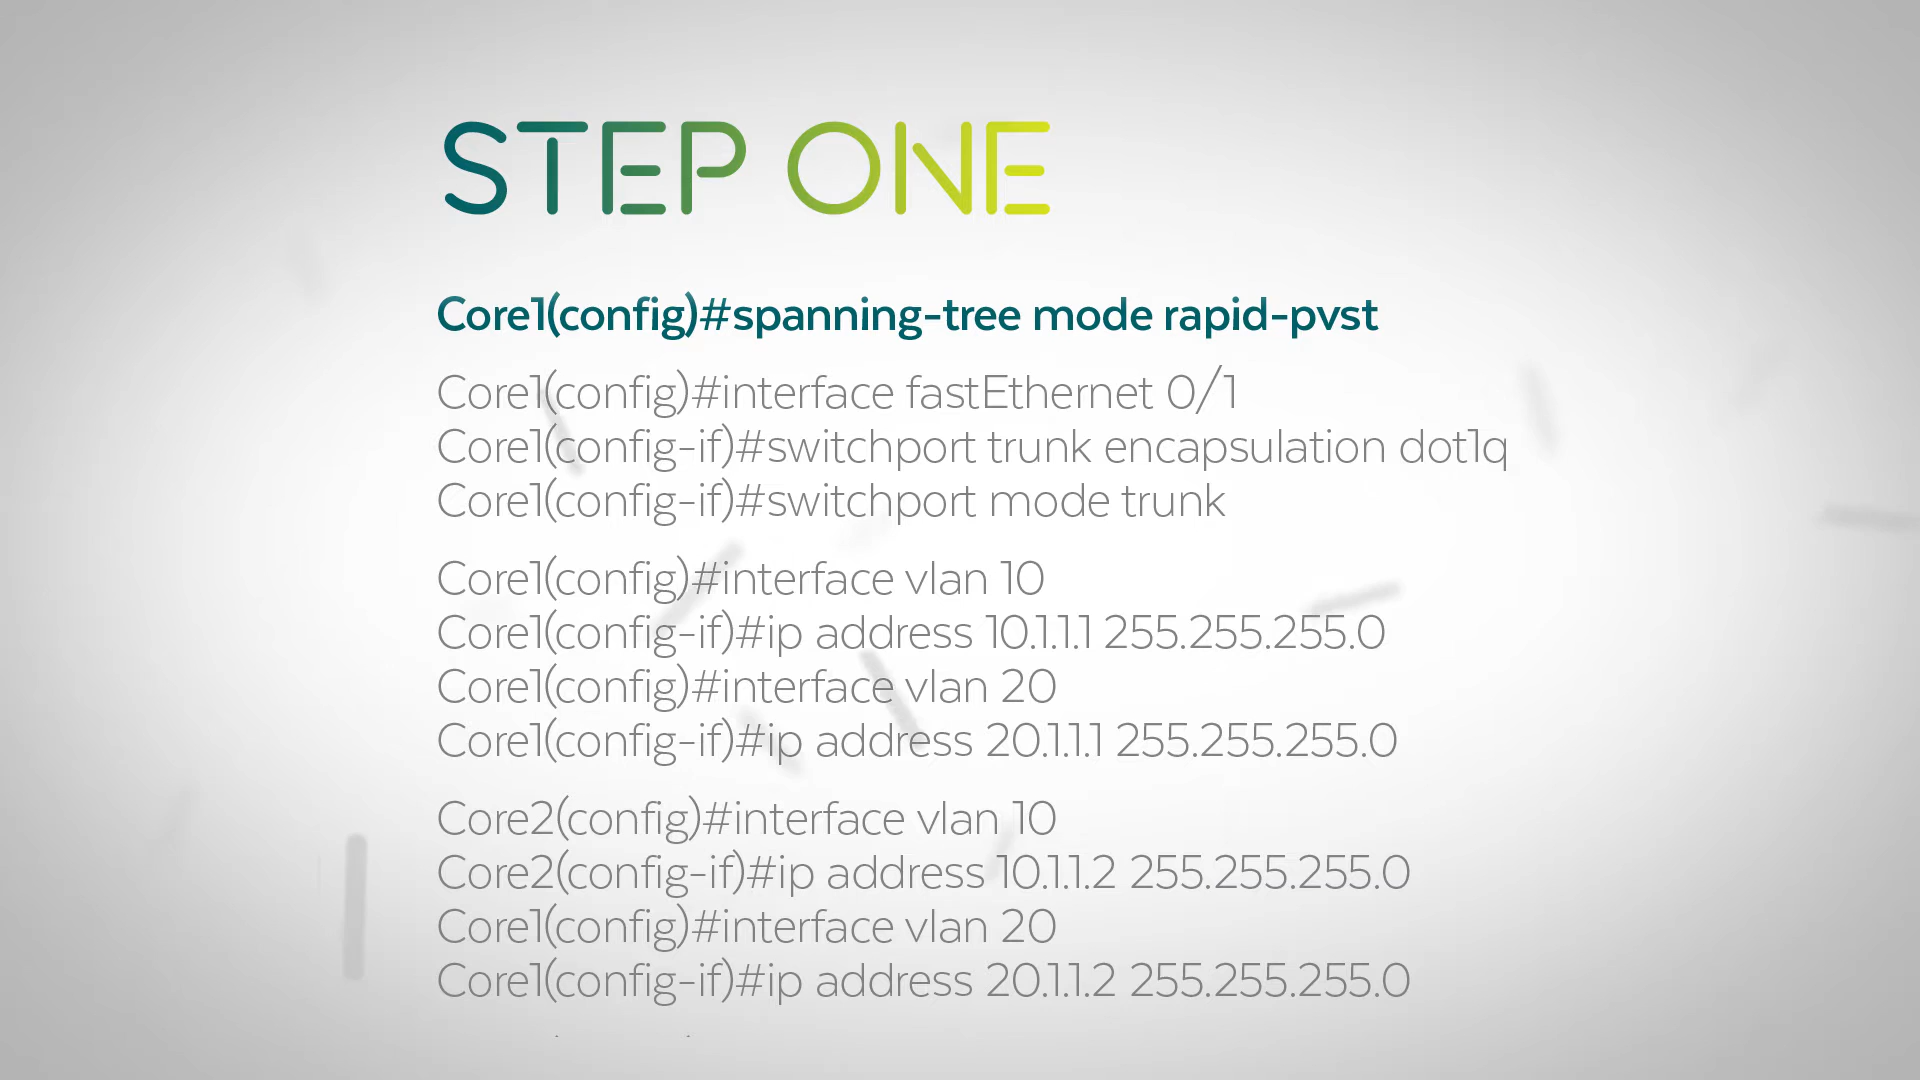 STEP ONE
Core1(config)#spanning-tree mode rapid-pvst
Core1(config)#interface fastEthernet 0/1
Core1(config-if)#switchport trunk encapsulation dot1q
Core1(config-if)#switchport mode trunk
Core1(config)#interface vlan 10
Core1(config-if)#ip address 10.1.1.1 255.255.255.0
Core1(config)#interface vlan 20
Core1(config-if)#ip address 20.1.1.1 255.255.255.0
Core2(config)#interface vlan 10
Core2(config-if)#ip address 10.1.1.2 255.255.255.0
Core1(config)#interface vlan 20
Core1(config-if)#ip address 20.1.1.2 255.255.255.0